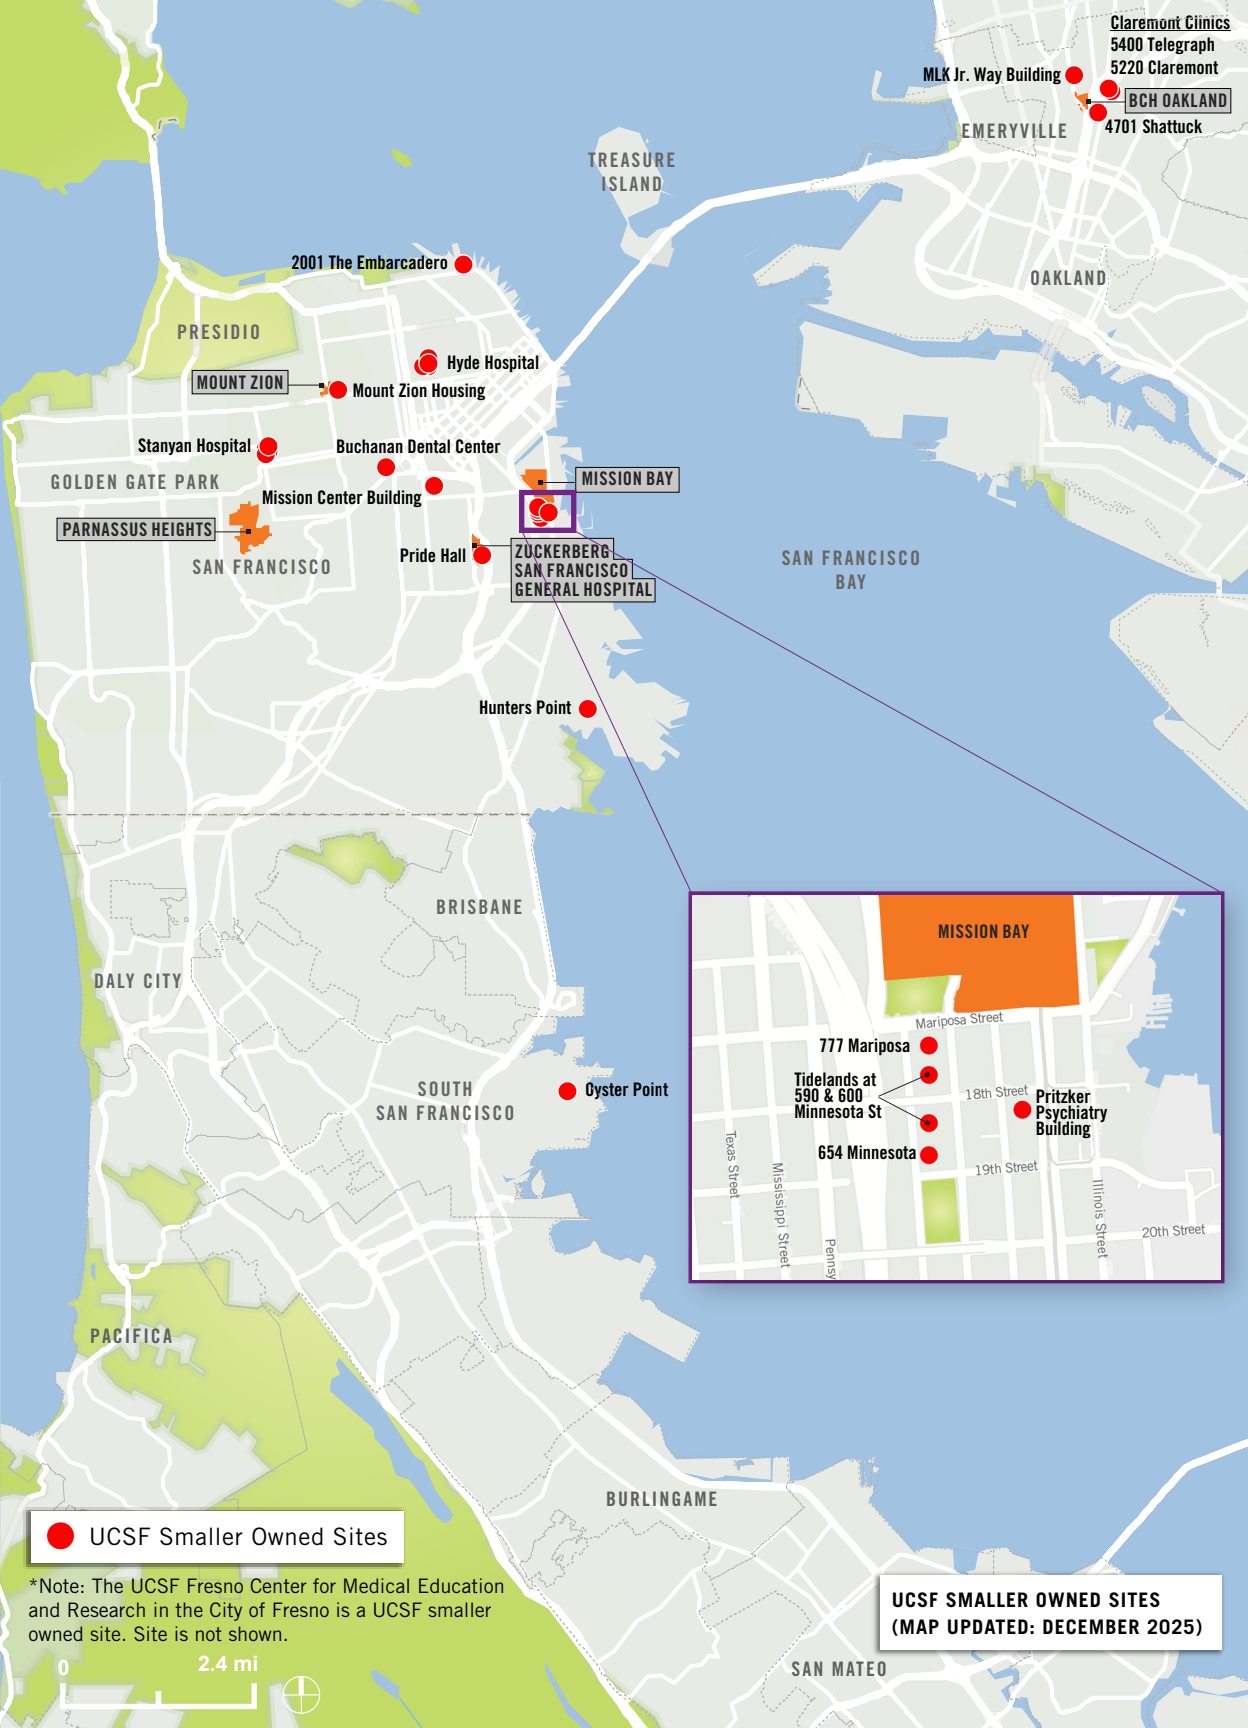 Claremont Clinics
5400 Telegraph
5220 Claremont
MLK Jr. Way Building
BCH OAKLAND
4701 Shattuck
EMERYVILLE
TREASURE
ISLAND
OAKLAND
2001 The Embarcadero
PRESIDIO
Hyde Hospital
MOUNT ZION
Mount Zion Housing
Stanyan Hospital
Buchanan Dental Center
GOLDEN GATE PARK
Mission Center Building
MISSION BAY
PARNASSUS HEIGHTS
SAN FRANCISCO
Pride Hall
ZUCKERBERG
SAN FRANCISCO
GENERAL HOSPITAL
SAN FRANCISCO
BAY
Hunters Point
BRISBANE
DALY CITY
SOUTH
SAN FRANCISCO
Oyster Point
MISSION BAY
Mariposa Street
777 Mariposa
Tidelands at
590 & 600
Minnesota St
18th Street
Pritzker
Psychiatry
Building
654 Minnesota
19th Street
Texas Street
Mississippi Street
Pennsy
Illinois Street
20th Street
PACIFICA
BURLINGAME
SAN MATEO
UCSF Smaller Owned Sites
*Note: The UCSF Fresno Center for Medical Education
and Research in the City of Fresno is a UCSF smaller
owned site. Site is not shown.
0
2.4 mi
UCSF SMALLER OWNED SITES
(MAP UPDATED: DECEMBER 2025)